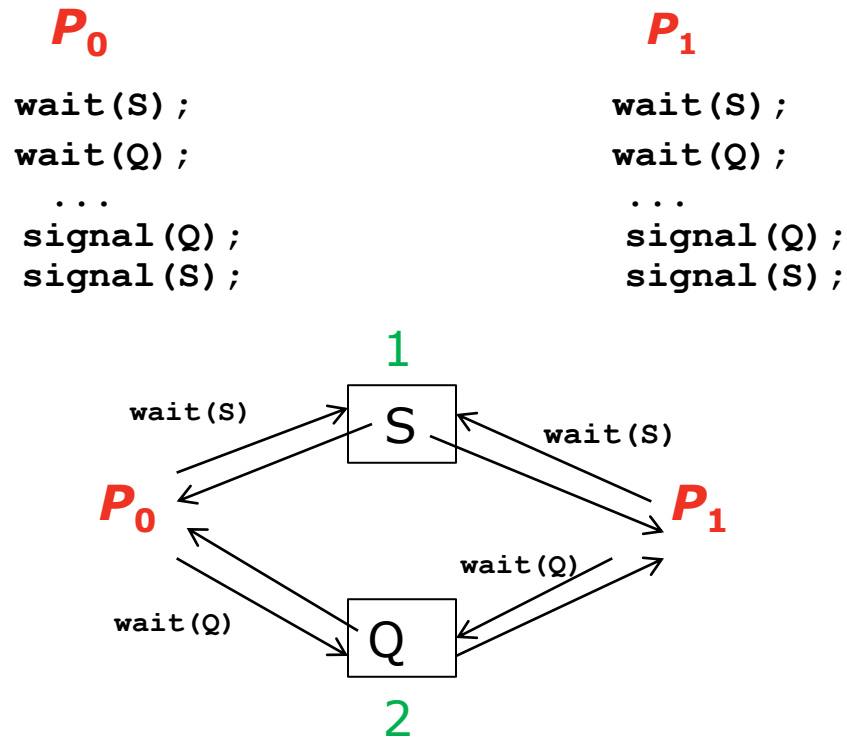 P0 P1
wait(S); wait(S);
wait(Q); wait(Q);
... ...
signal(Q); signal(Q);
signal(S); signal(S);
1
wait(S) S wait(S)
P0 P1
wait(Q) Q wait(Q)
2